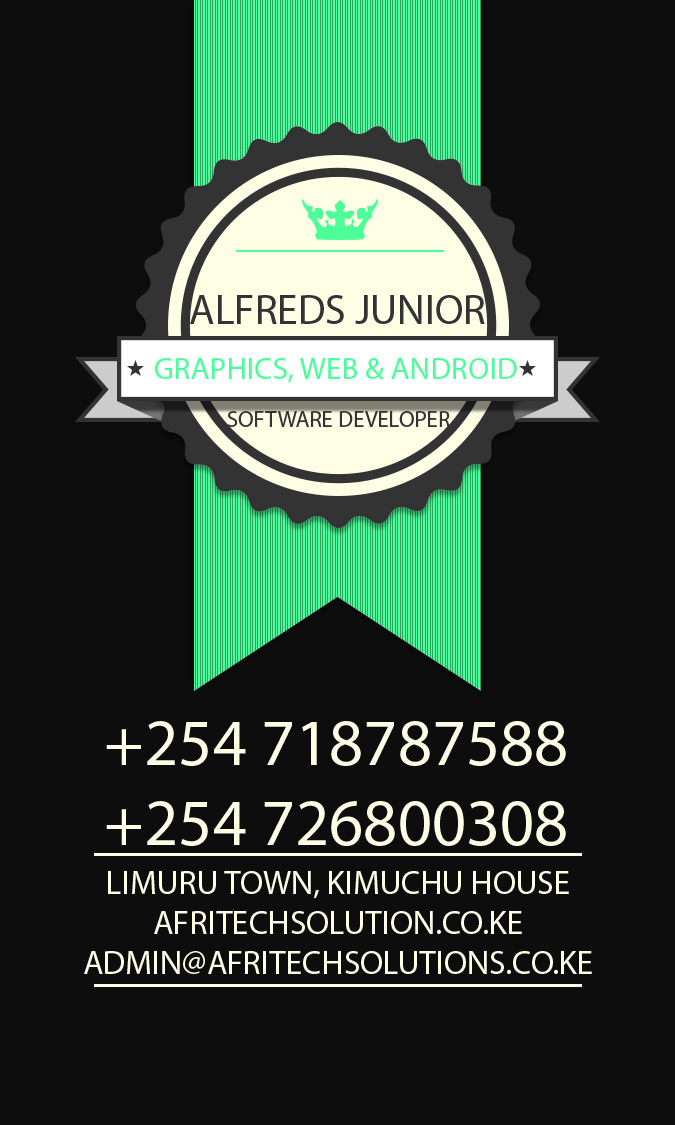 ALFREDS JUNIOR
GRAPHICS, WEB & ANDROID
SOFTWARE DEVELOPER
+254 718787588
+254 726800308
LIMURU TOWN, KIMUCHU HOUSE
AFRITECHSOLUTION.CO.KE
ADMIN@AFRITECHSOLUTIONS.CO.KE